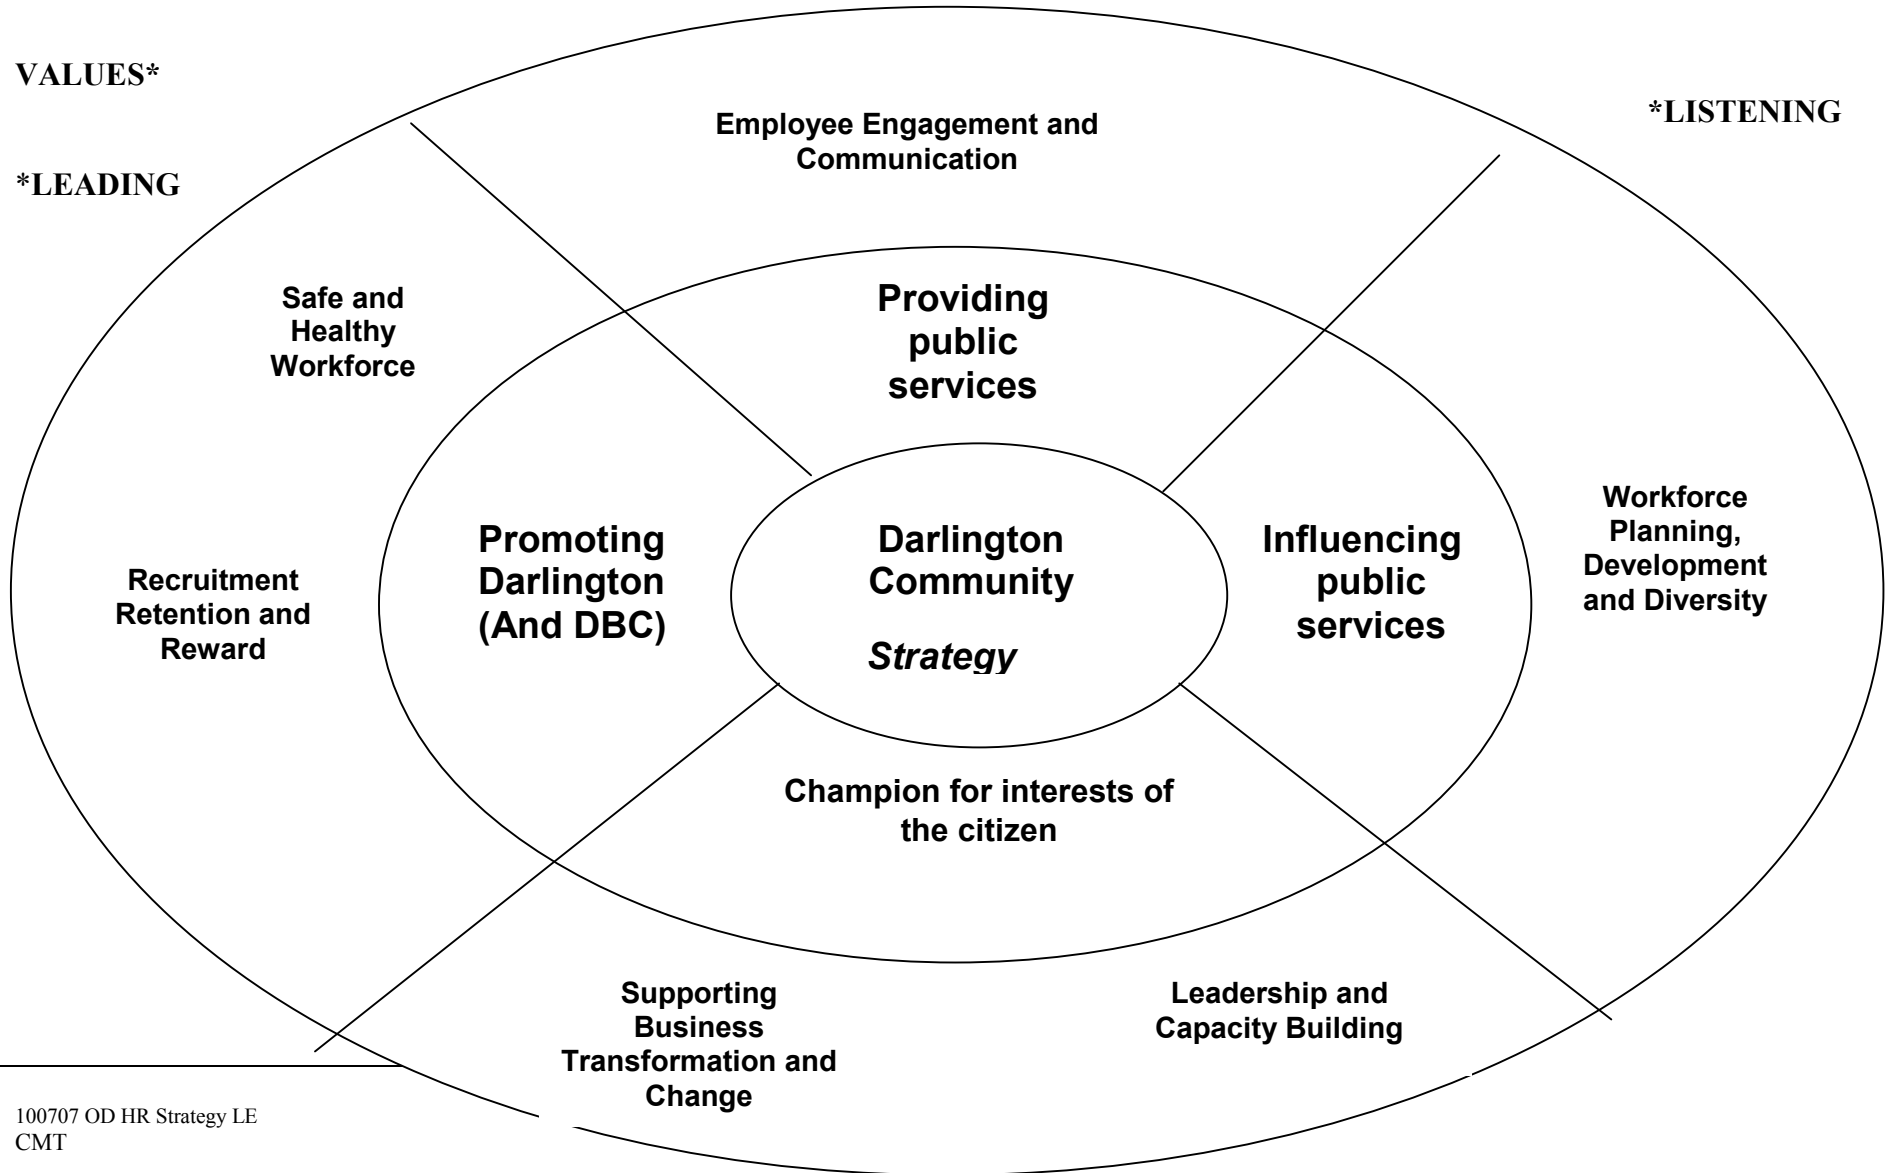 VALUES*
*LISTENING
*LEADING
Employee Engagement and
Communication
Safe and
Healthy
Workforce
Providing
public
services
Recruitment
Retention and
Reward
Promoting
Darlington
(And DBC)
Darlington
Community
Strategy
Influencing
public
services
Workforce
Planning,
Development
and Diversity
Champion for interests of
the citizen
Supporting
Business
Transformation and
Change
Leadership and
Capacity Building
100707 OD HR Strategy LE
CMT